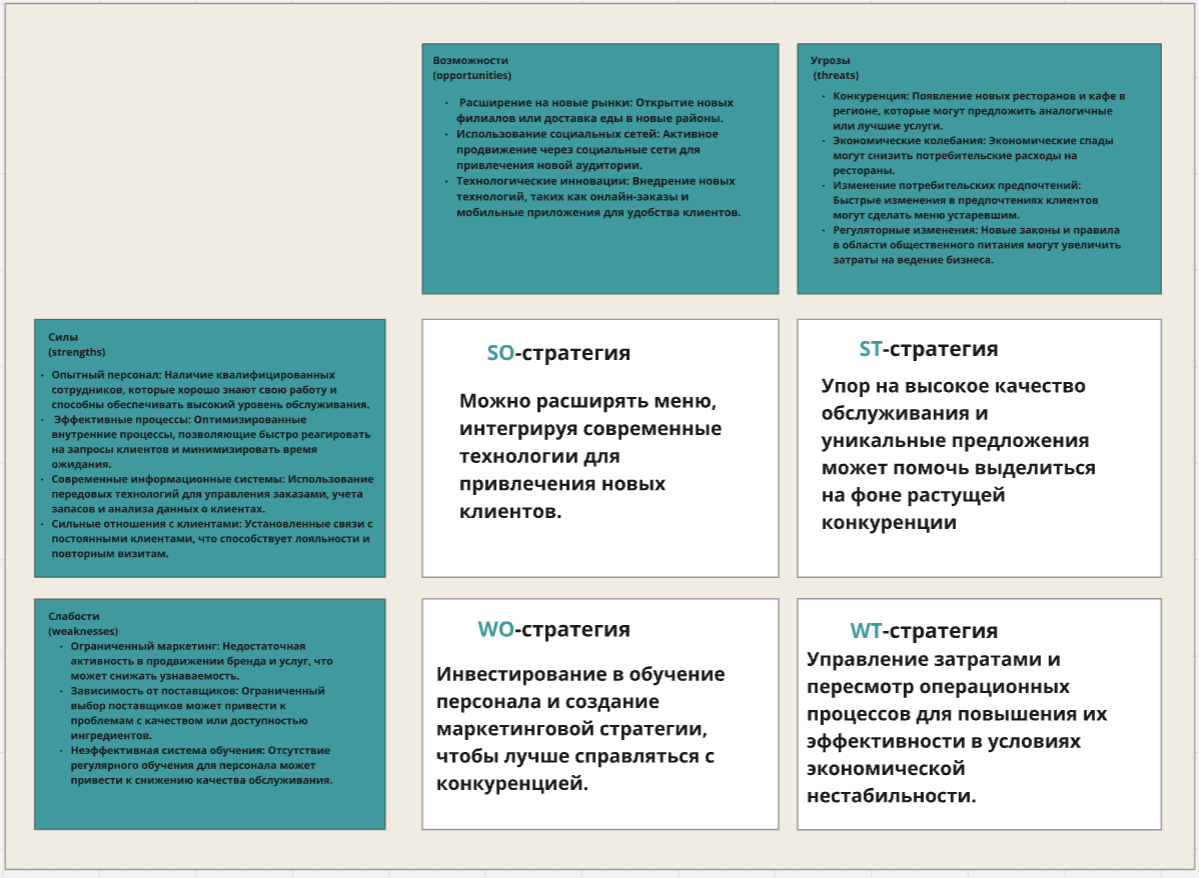 Возможности
(opportunities)
· Расширение на новые рынки: Открытие новых
филиалов или доставка еды в новые районы.
· Использование социальных сетей: Активное
продвижение через социальные сети для
привлечения новой аудитории.
· Технологические инновации: Внедрение новых
технологий, таких как онлайн-заказы и
мобильные приложения для удобства клиентов.
Угрозы
(threats)
· Конкуренция: Появление новых ресторанов и кафе в
регионе, которые могут предложить аналогичные
или лучшие услуги.
· Экономические колебания: Экономические спады
могут снизить потребительские расходы на
рестораны.
· Изменение потребительских предпочтений:
Быстрые изменения в предпочтениях клиентов
могут сделать меню устаревшим.
· Регуляторные изменения: Новые законы и правила
в области общественного питания могут увеличить
затраты на ведение бизнеса.
Силы
(strengths)
· Опытный персонал: Наличие квалифицированных
сотрудников, которые хорошо знают свою работу и
способны обеспечивать высокий уровень обслуживания.
· Эффективные процессы: Оптимизированные
внутренние процессы, позволяющие быстро реагировать
на запросы клиентов и минимизировать время
ожидания.
· Современные информационные системы: Использование
передовых технологий для управления заказами, учета
запасов и анализа данных о клиентах.
· Сильные отношения с клиентами: Установленные связи с
постоянными клиентами, что способствует лояльности и
повторным визитам.
SO-стратегия
Можно расширять меню,
интегрируя современные
технологии для
привлечения новых
клиентов.
ST-стратегия
Упор на высокое качество
обслуживания и
уникальные предложения
может помочь выделиться
на фоне растущей
конкуренции
Слабости
(weaknesses)
· Ограниченный маркетинг: Недостаточная
активность в продвижении бренда и услуг, что
может снижать узнаваемость.
· Зависимость от поставщиков: Ограниченный
выбор поставщиков может привести к
проблемам с качеством или доступностью
ингредиентов.
· Неэффективная система обучения: Отсутствие
регулярного обучения для персонала может
привести к снижению качества обслуживания.
WO-стратегия
Инвестирование в обучение
персонала и создание
маркетинговой стратегии,
чтобы лучше справляться с
конкуренцией.
WT-стратегия
Управление затратами и
пересмотр операционных
процессов для повышения их
эффективности в условиях
экономической
нестабильности.